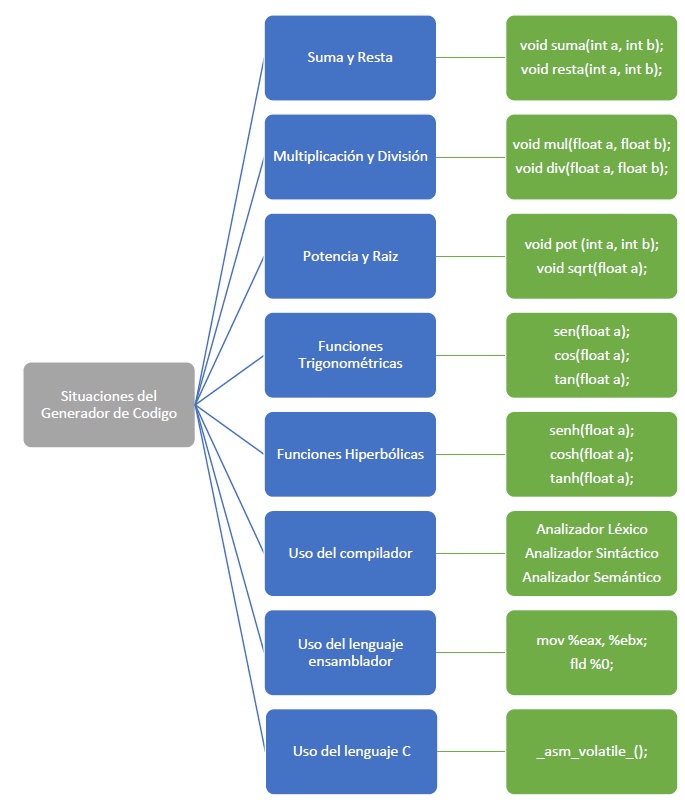 Situaciones del
Generador de Codigo
Suma y Resta
void suma(int a, int b);
void resta(int a, int b);
Multiplicación y División
void mul(float a, float b);
void div(float a, float b);
Potencia y Raiz
void pot (int a, int b);
void sqrt(float a);
Funciones
Trigonométricas
sen(float a);
cos(float a);
tan(float a);
Funciones Hiperbólicas
senh(float a);
cosh(float a);
tanh(float a);
Uso del compilador
Analizador Léxico
Analizador Sintáctico
Analizador Semántico
Uso del lenguaje
ensamblador
mov %eax, %ebx;
fld %0;
Uso del lenguaje C
_asm_volatile_();